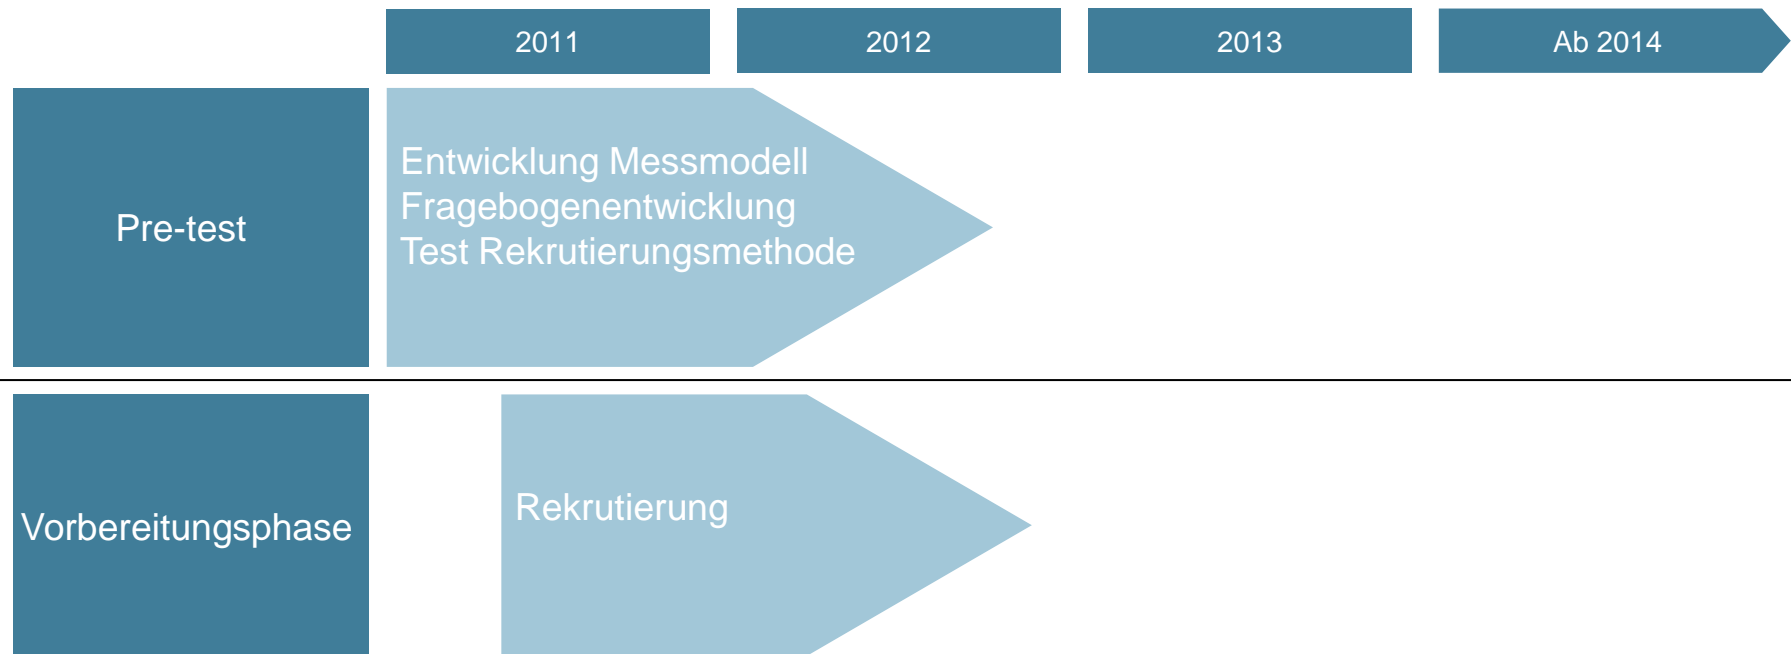 2011
2012
2013
Ab 2014
Pre-test
Entwicklung Messmodell
Fragebogenentwicklung
Test Rekrutierungsmethode
Vorbereitungsphase
Rekrutierung